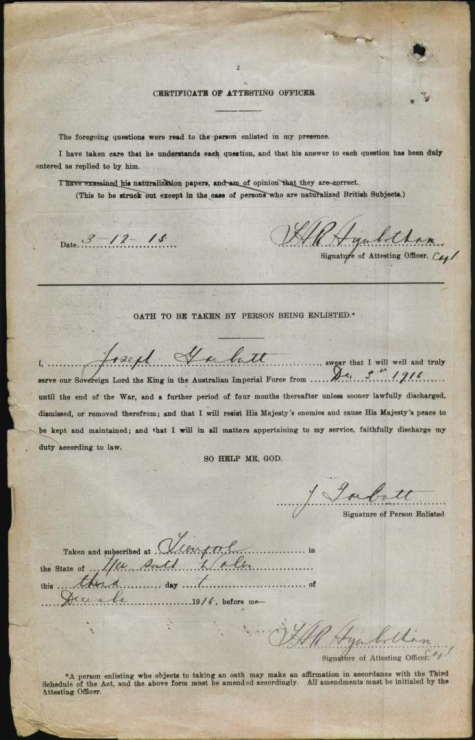 2
CERTIFICATE OF ATTESTING OFFICER.
The foregoing questions were read to the person enlisted in my presence.
I have taken care that he understands each question, and that his answer to each question has been duly
entered as replied to by him.
I have examined his naturalization papers, and am of opinion that they are correct.
(This to be struck out except in the case of persons who are naturalized British Subjects.)
Date 3-12-15
Signature of Attesting Officer. Capt
OATH TO BE TAKEN BY PERSON BEING ENLISTED.*
I, Joseph swear that I will well and truly
serve our Sovereign Lord the King in the Australian Imperial Force from Dec 3rd
until the end of the War, and a further period of four months thereafter unless sooner lawfully discharged,
dismissed, or removed therefrom; and that I will resist His Majesty's enemies and cause His Majesty's peace to
be kept and maintained; and that I will in all matters appertaining to my service, faithfully discharge my
duty according to law.
SO HELP ME, GOD.
J
Signature of Person Enlisted
Taken and subscribed at Liverpool in
the State of New South Wales
this third day of
December 191 , before me—
Signature of Attesting Officer. Capt
*A person enlisting who objects to taking an oath may make an affirmation in accordance with the Third
Schedule of the Act, and the above form must be amended accordingly. All amendments must be initialed by the
Attesting Officer.